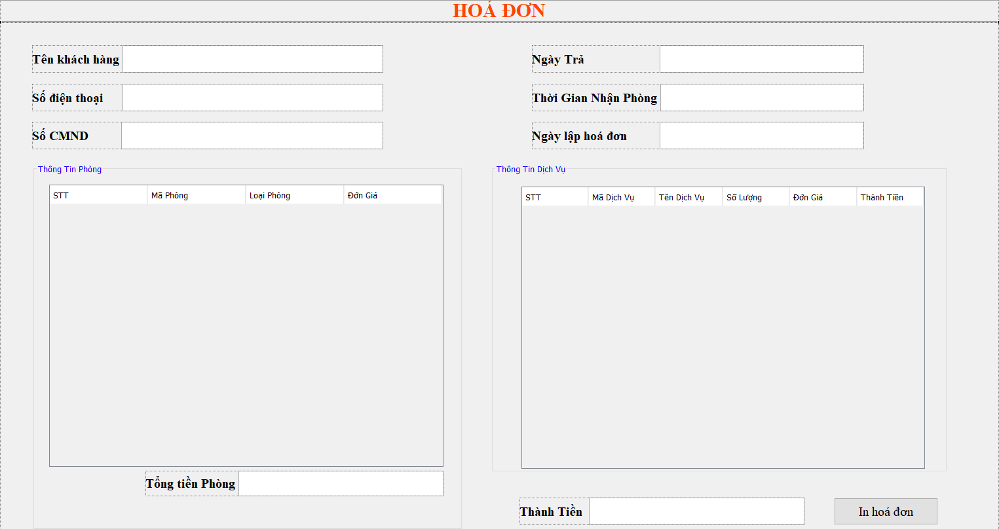 HOÁ ĐƠN
Tên khách hàng
Ngày Trả
Số điện thoại
Thời Gian Nhận Phòng
Số CMND
Ngày lập hoá đơn
Thông Tin Phòng
STT Mã Phòng Loại Phòng Đơn Giá
Tổng tiền Phòng
Thông Tin Dịch Vụ
STT Mã Dịch Vụ Tên Dịch Vụ Số Lượng Đơn Giá Thành Tiền
Thành Tiền
In hoá đơn